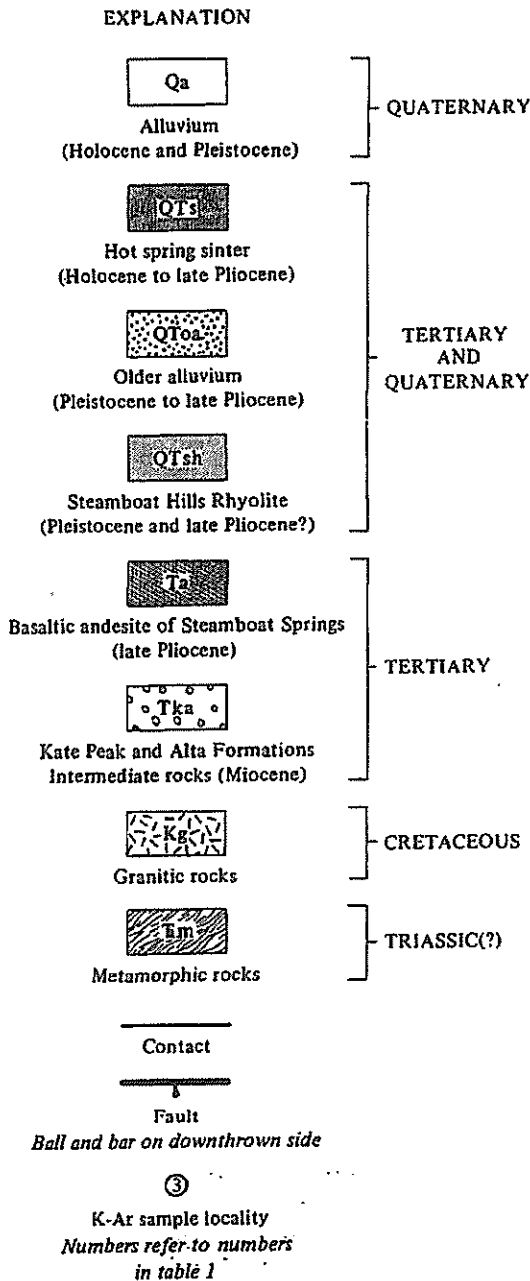 EXPLANATION
Qa
Alluvium
(Holocene and Pleistocene)
QUATERNARY
QTs
Hot spring sinter
(Holocene to late Pliocene)
QToa
Older alluvium
(Pleistocene to late Pliocene)
QTsh
Steamboat Hills Rhyolite
(Pleistocene and late Pliocene?)
TERTIARY
AND
QUATERNARY
Ta
Basaltic andesite of Steamboat Springs
(late Pliocene)
Tka
Kate Peak and Alta Formations
Intermediate rocks (Miocene)
TERTIARY
Kg
Granitic rocks
CRETACEOUS
Metamorphic rocks
TRIASSIC(?)
Contact
Fault
Ball and bar on downthrown side
③
K-Ar sample locality
Numbers refer to numbers
in table 1